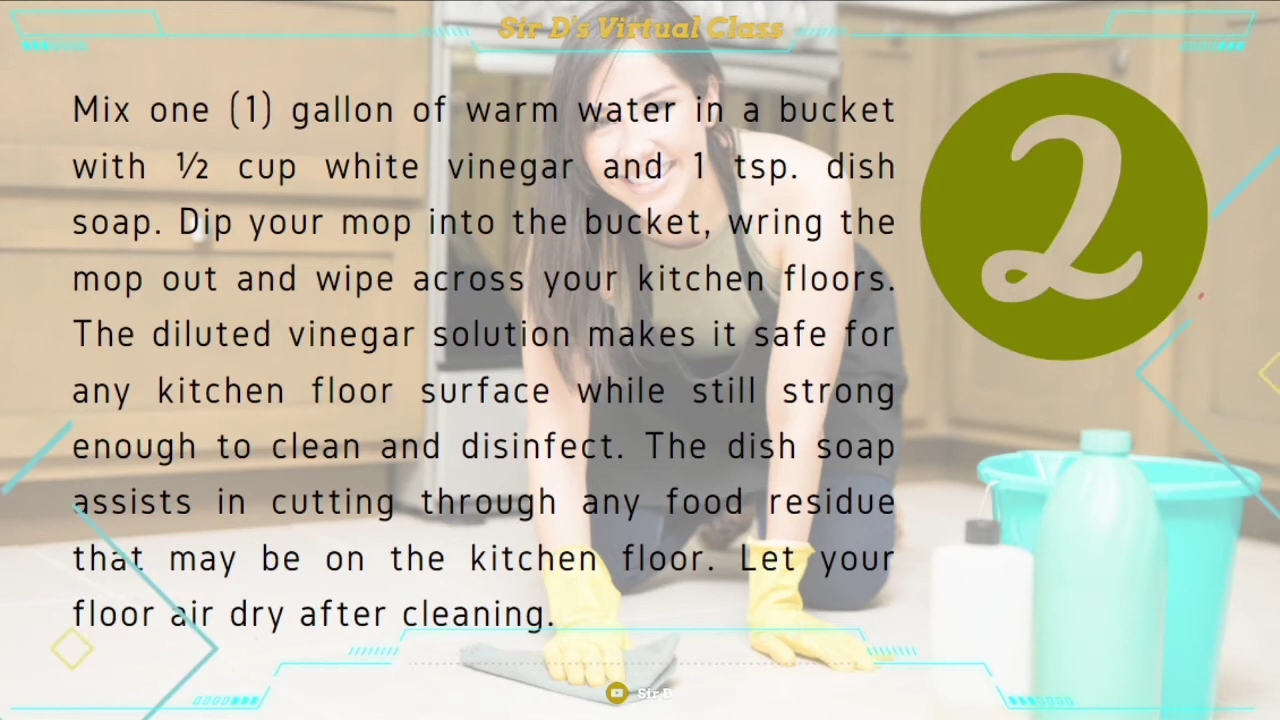 Sir D's Virtual Class
Mix one (1) gallon of warm water in a bucket
with ½ cup white vinegar and 1 tsp. dish
soap. Dip your mop into the bucket, wring the
mop out and wipe across your kitchen floors.
The diluted vinegar solution makes it safe for
any kitchen floor surface while still strong
enough to clean and disinfect. The dish soap
assists in cutting through any food residue
that may be on the kitchen floor. Let your
floor air dry after cleaning.
2
Sir D